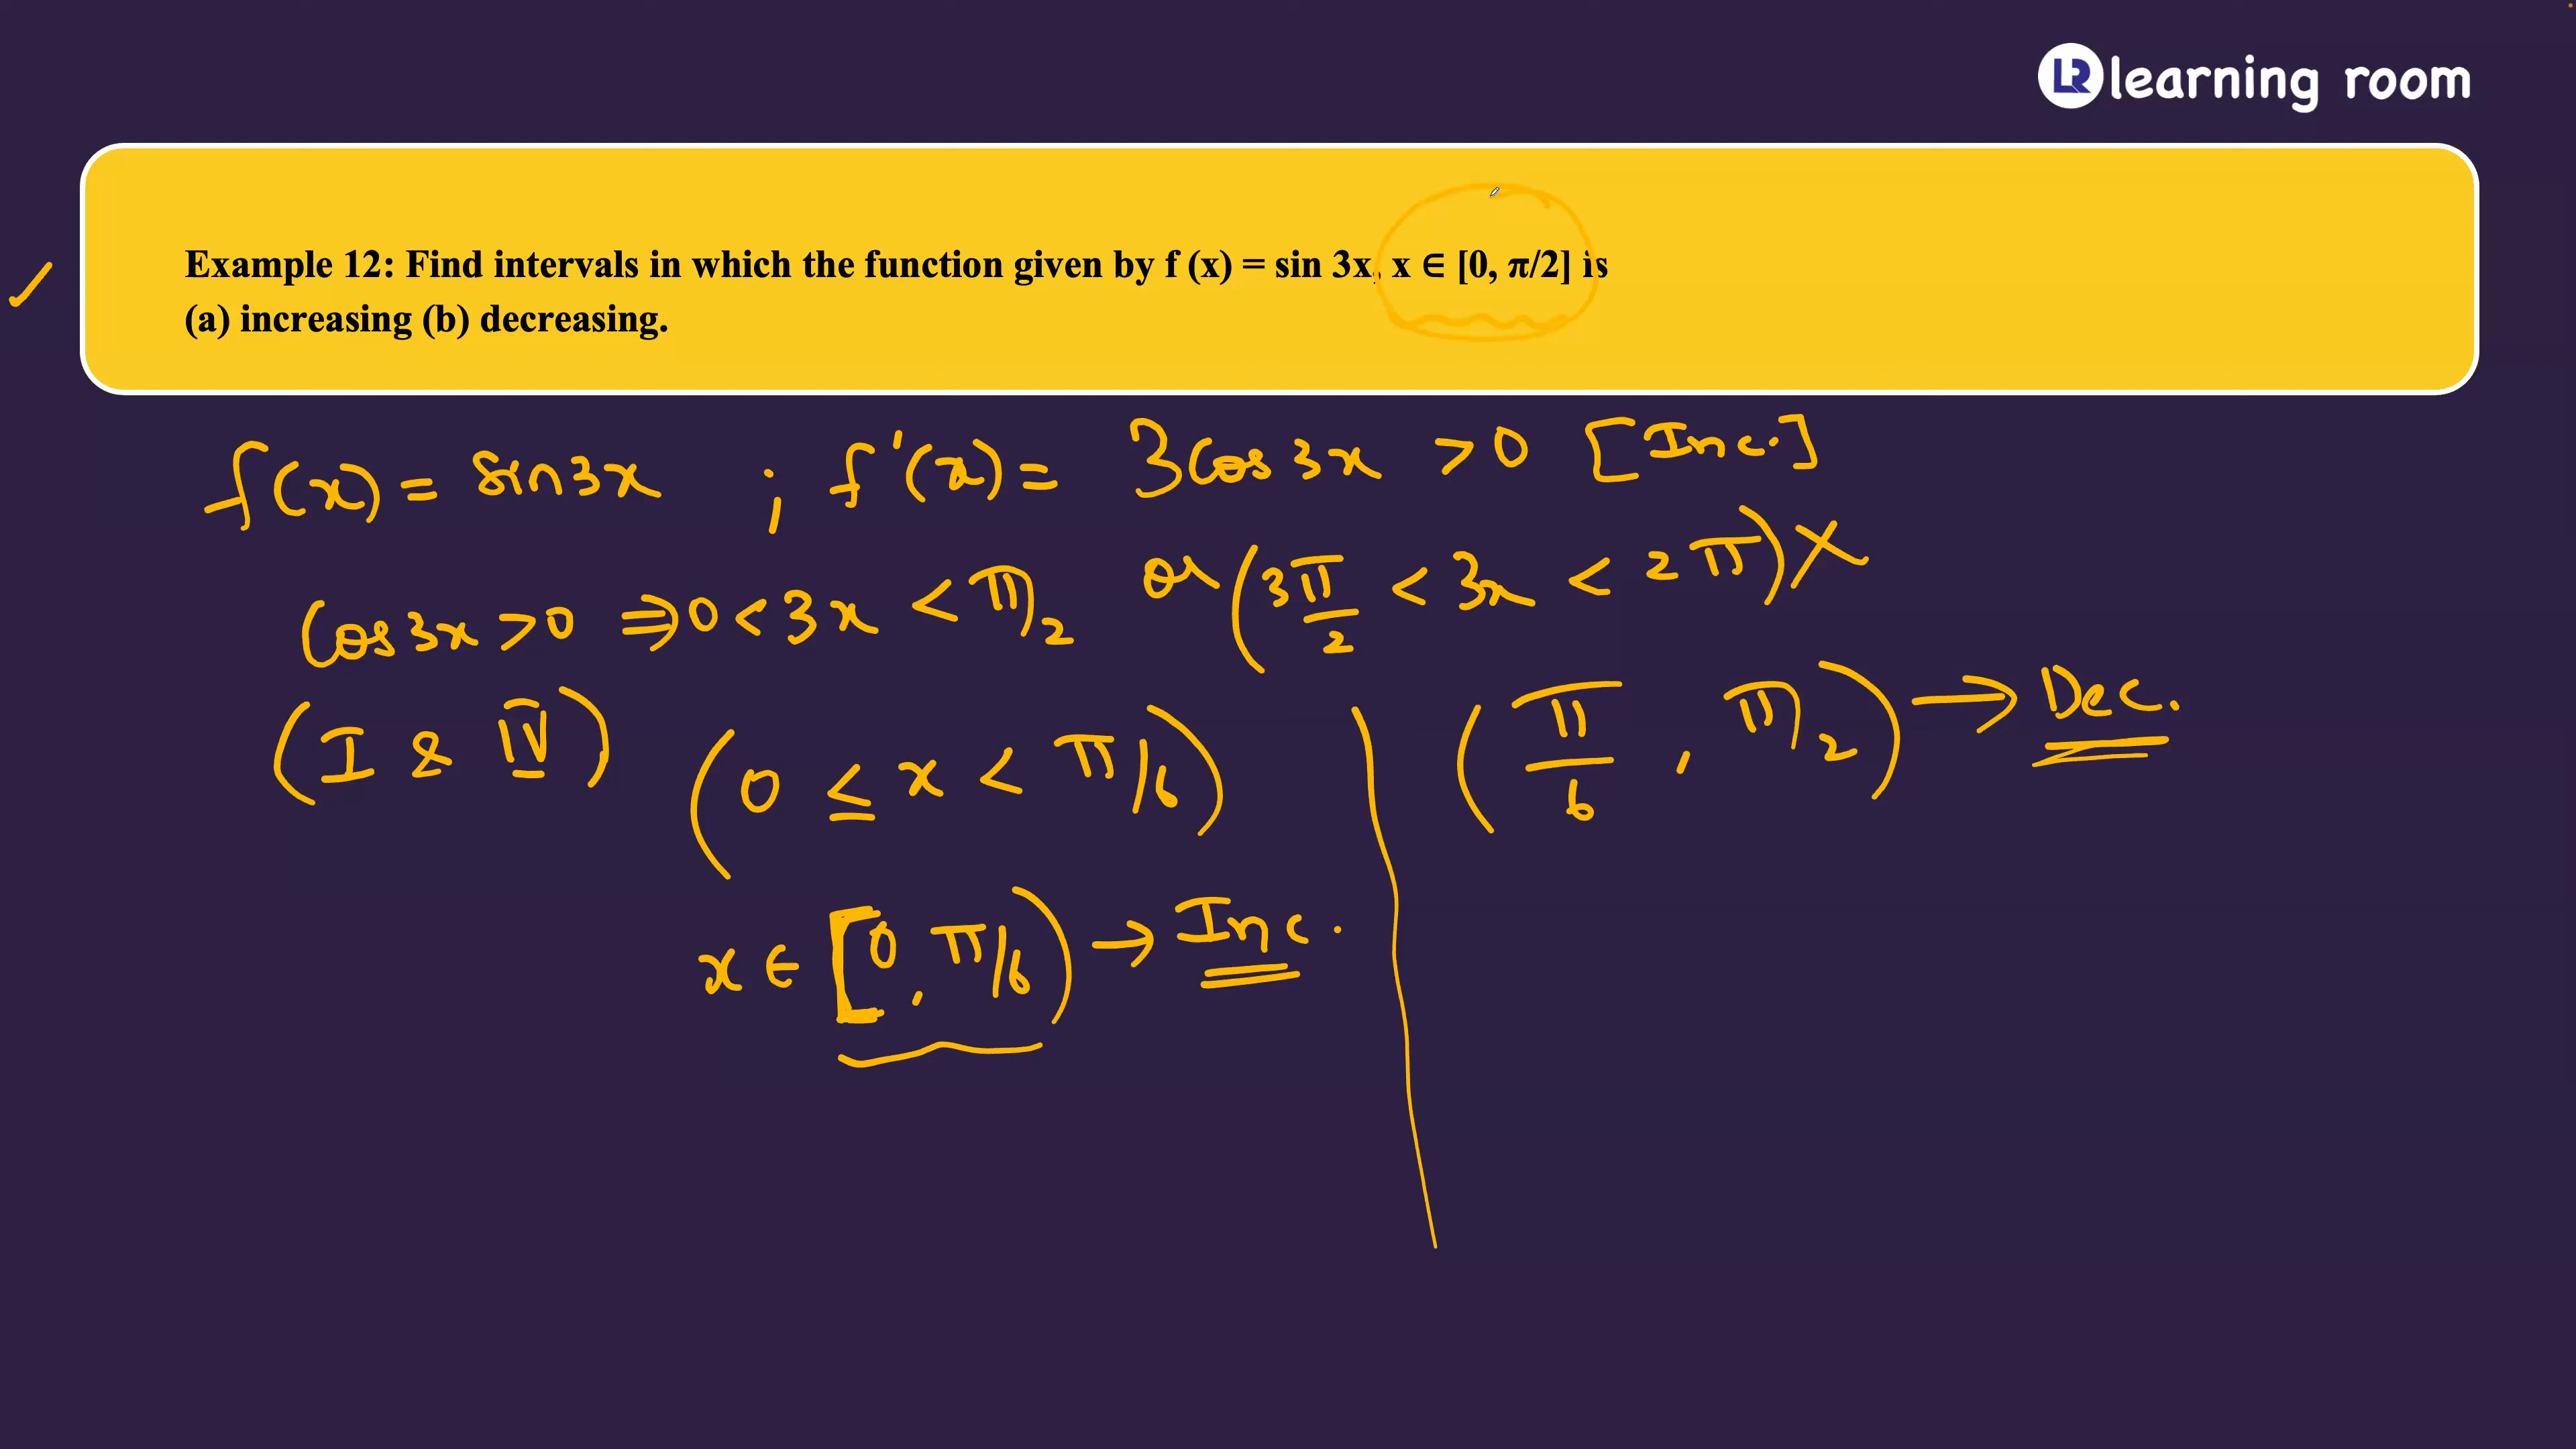 LR learning room
Example 12: Find intervals in which the function given by f (x) = sin 3x, x ∈ [0, π/2] is
(a) increasing (b) decreasing.
f(x) = sin3x ; f'(x) = 3cos3x > 0 [Inc.]
Cos3x > 0 ⇒ 0 < 3x < π/2 or (3π/2 < 3x < 2π) X
(I & IV) (0 ≤ x < π/6) (π/6, π/2) → Dec.
x ∈ [0, π/6) → Inc.